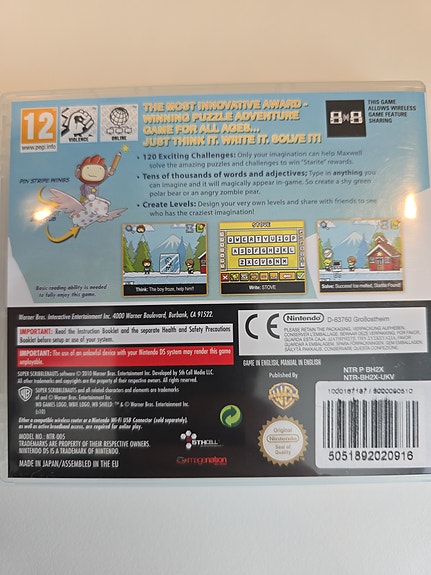 12
www.pegi.info
VIOLENCE
ONLINE
THE MOST INNOVATIVE AWARD -
WINNING PUZZLE ADVENTURE
GAME FOR ALL AGES...
JUST THINK IT. WRITE IT. SOLVE IT!
THIS GAME
ALLOWS WIRELESS
GAME FEATURE
SHARING
• 120 Exciting Challenges: Only your imagination can help Maxwell
solve the amazing puzzles and challenges to win "Starite" rewards.
• Tens of thousands of words and adjectives; Type in anything you
can imagine and it will magically appear in-game. So create a shy green
polar bear or an angry zombie pear.
• Create Levels: Design your very own levels and share with friends to see
who has the craziest imagination!
PIN STRIPE WINGS
Basic reading ability is needed
to fully enjoy this game.
Think: The boy froze, help him!!
Write: STOVE
Solve: Success! Ice melted, Starite Found!
Warner Bros. Interactive Entertainment Inc. 4000 Warner Boulevard, Burbank, CA 91522.
IMPORTANT: Read the Instruction Booklet and the separate Health and Safety Precautions
Booklet before setup or use of your system.
IMPORTANT: The use of an unlawful device with your Nintendo DS system may render this game
unplayable.
CE
Nintendo
D-63760 Großostheim
PLEASE RETAIN THIS PACKAGING.
GAME IN ENGLISH, MANUAL IN ENGLISH
NTR P BH2X
NTR-BH2X-UKV
SUPER SCRIBBLENAUTS software © 2010 Warner Bros. Entertainment Inc. Developed by 5th Cell Media LLC.
All other trademarks and copyrights are the property of their respective owners. All rights reserved.
SUPER SCRIBBLENAUTS and all related characters and elements are trademarks
of and © Warner Bros. Entertainment Inc.
WB GAMES LOGO, WBIE LOGO, WB SHIELD: ™ & © Warner Bros. Entertainment Inc.
(s10)
Either a compatible wireless router or a Nintendo Wi-Fi USB Connector (sold separately),
as well as active broadband access, are required for online play.
MODEL NO.: NTR-005
TRADEMARKS ARE PROPERTY OF THEIR RESPECTIVE OWNERS.
NINTENDO DS IS A TRADEMARK OF NINTENDO.
MADE IN JAPAN/ASSEMBLED IN THE EU
5TH CELL
Published By
WB
GAMES
Original
Nintendo
Seal of
Quality
5051892020916